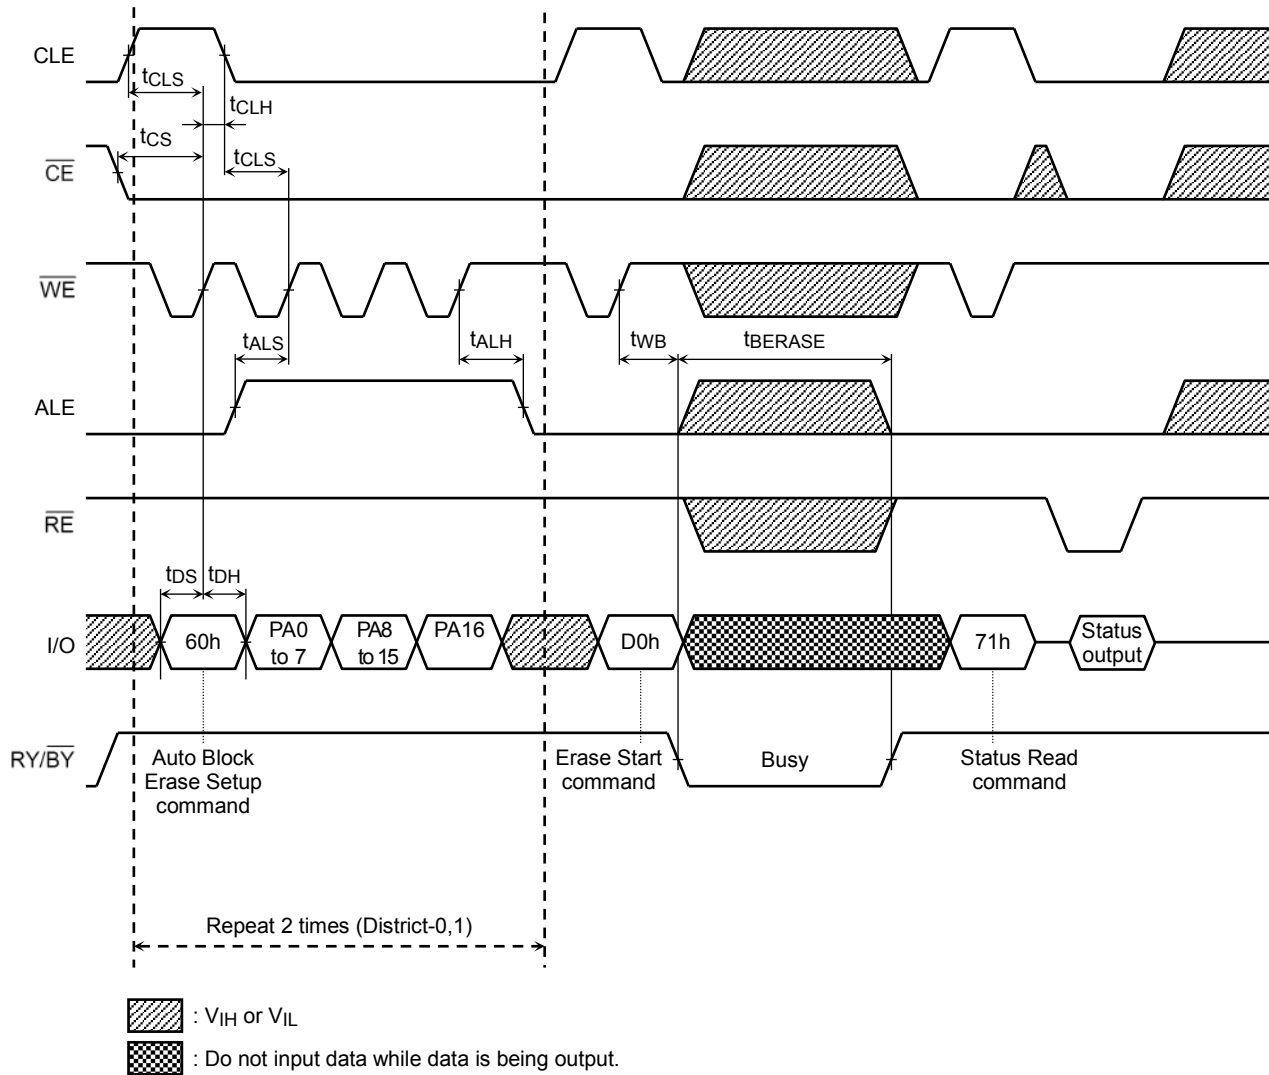 CLE
tCLS
tCLH
tCS
tCLS
CE
WE
tALS
tALH
tWB
tBERASE
ALE
RE
tDS
tDH
I/O
60h
PA0
to 7
PA8
to 15
PA16
D0h
71h
Status
output
RY/BY
Auto Block
Erase Setup
command
Erase Start
command
Busy
Status Read
command
Repeat 2 times (District-0,1)
: VIH or VIL
: Do not input data while data is being output.